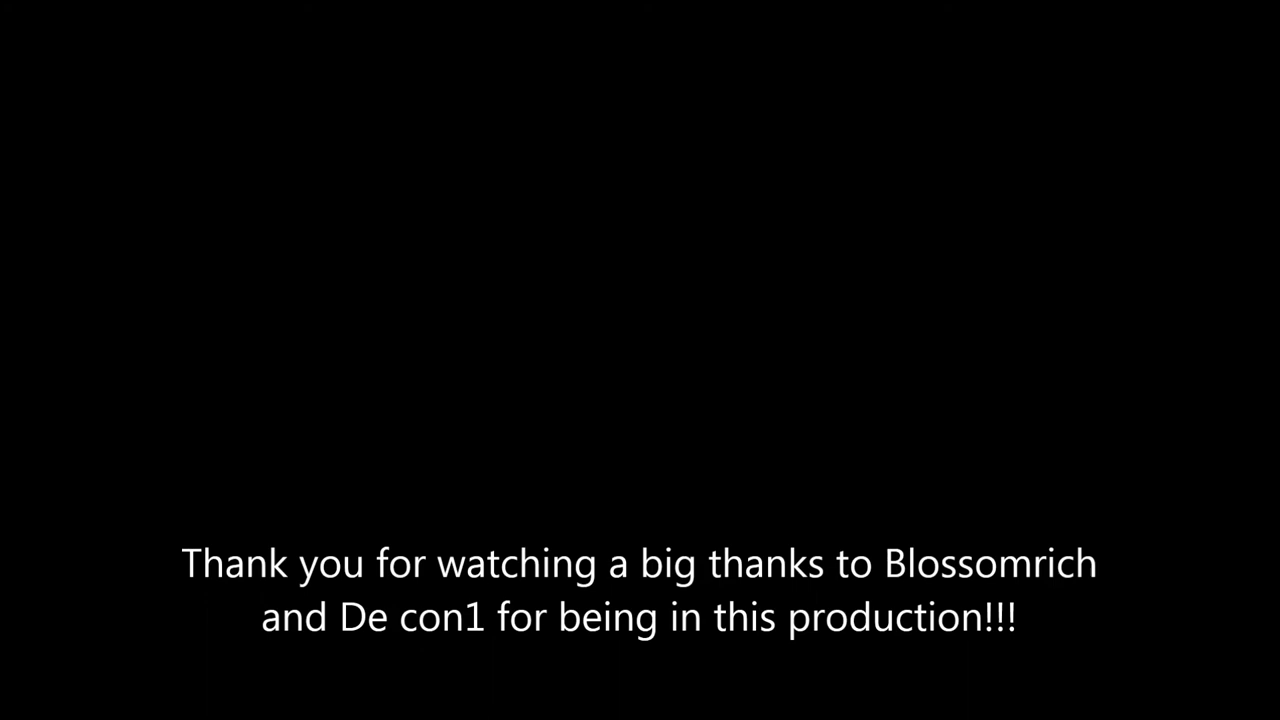 Thank you for watching a big thanks to Blossomrich
and De con1 for being in this production!!!